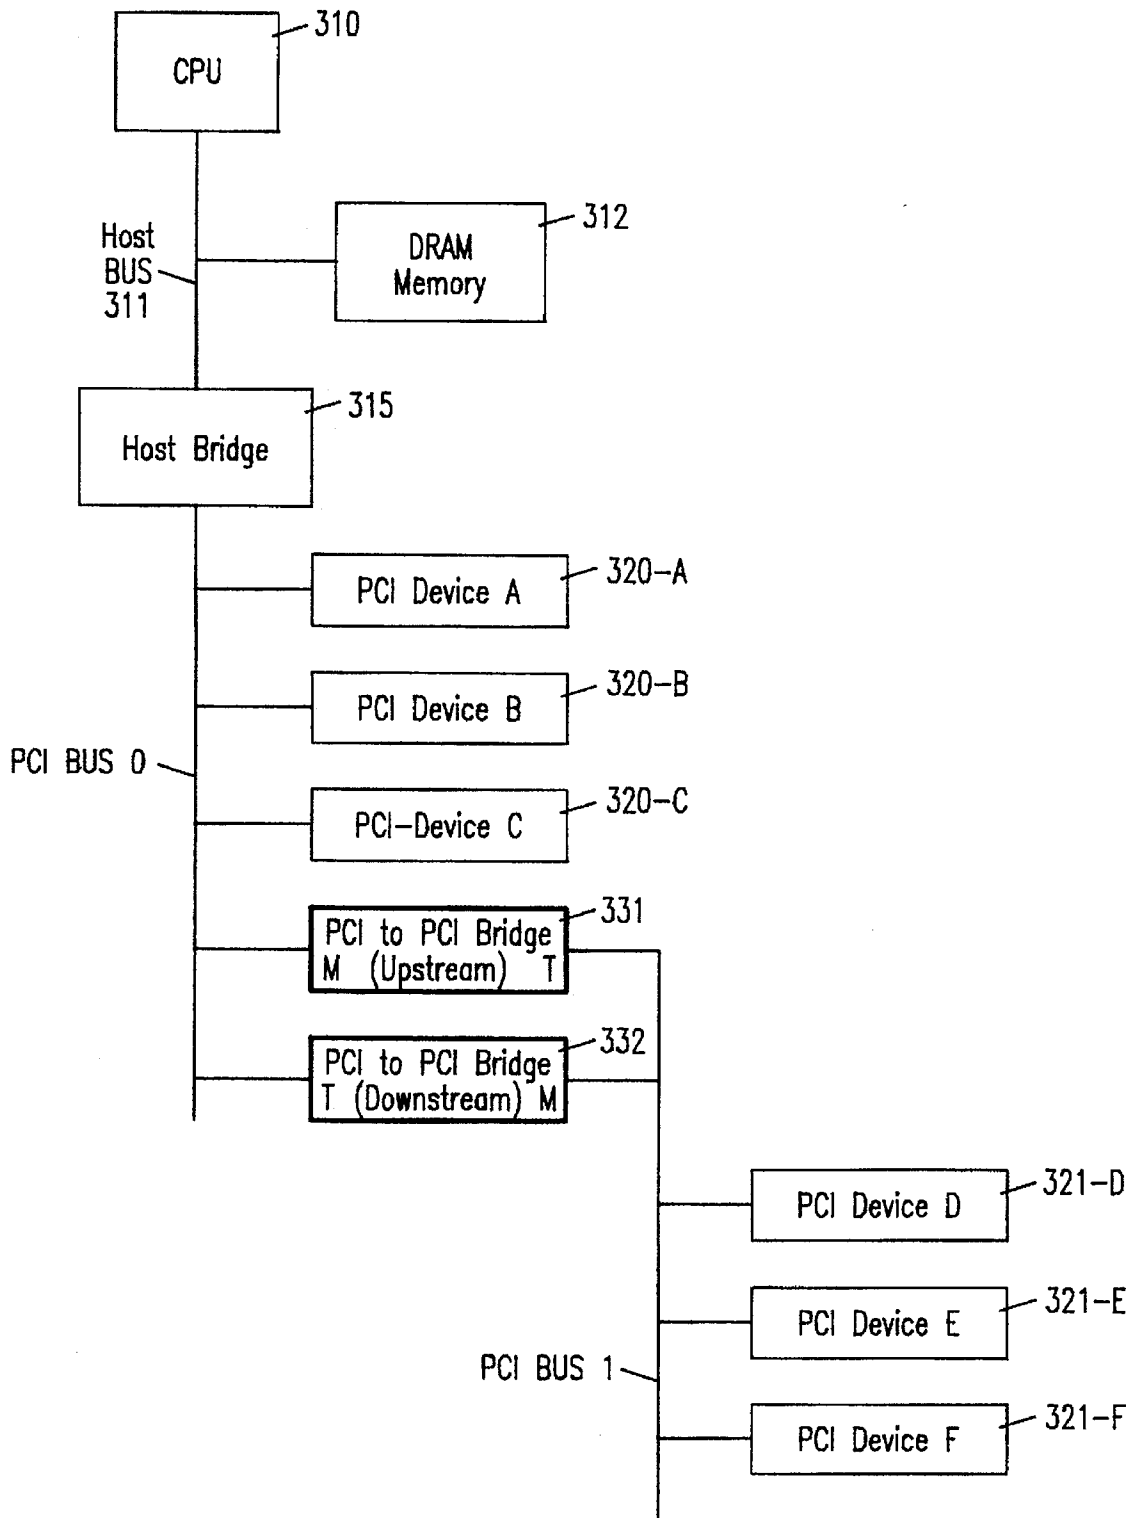 310
CPU
312
DRAM
Memory
Host
BUS
311
315
Host Bridge
320-A
PCI Device A
320-B
PCI Device B
PCI BUS 0
320-C
PCI-Device C
331
PCI to PCI Bridge
M (Upstream) T
332
PCI to PCI Bridge
T (Downstream) M
321-D
PCI Device D
321-E
PCI Device E
PCI BUS 1
321-F
PCI Device F